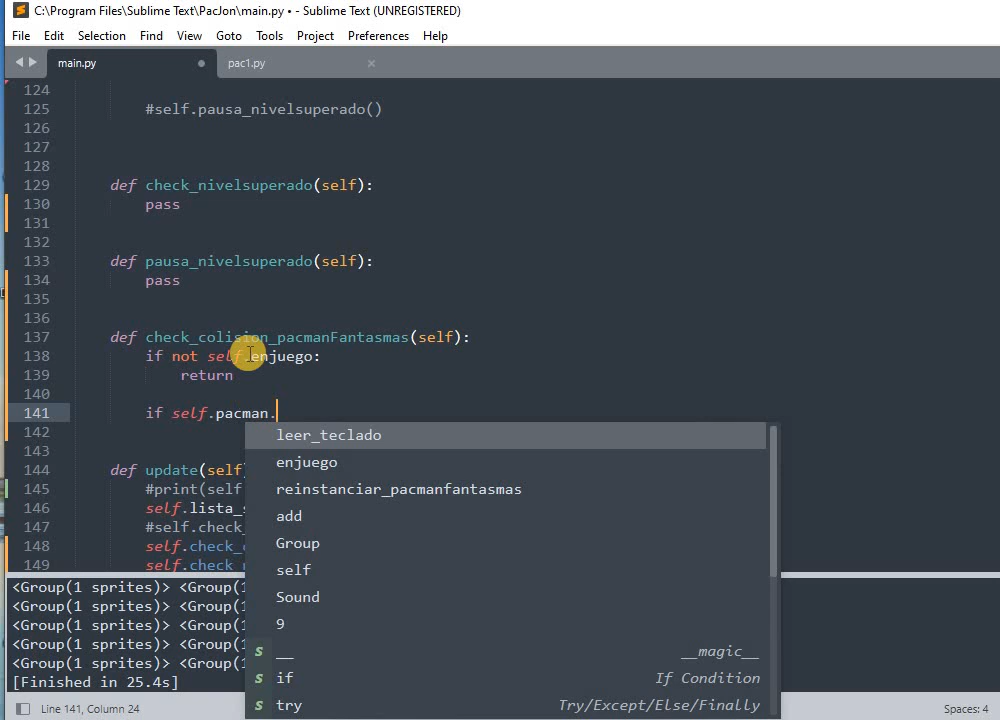 C:\Program Files\Sublime Text\PacJon\main.py • - Sublime Text (UNREGISTERED)
File Edit Selection Find View Goto Tools Project Preferences Help
main.py pac1.py
124
125 #self.pausa_nivelsuperado()
126
127
128
129 def check_nivelsuperado(self):
130 pass
131
132
133 def pausa_nivelsuperado(self):
134 pass
135
136
137 def check_colision_pacmanFantasmas(self):
138 if not self.enjuego:
139 return
140
141 if self.pacman.
142
143
144 def update(self)
145 #print(self
146 self.lista_s
147 #self.check_
148 self.check_
149 self.check
leer_teclado
enjuego
reinstanciar_pacmanfantasmas
add
Group
self
Sound
9
s __ __magic__
s if If Condition
s try Try/Except/Else/Finally
<Group(1 sprites)> <Group(1
<Group(1 sprites)> <Group(1
<Group(1 sprites)> <Group(1
<Group(1 sprites)> <Group(1
<Group(1 sprites)> <Group(1
[Finished in 25.4s]
Line 141, Column 24 Spaces: 4